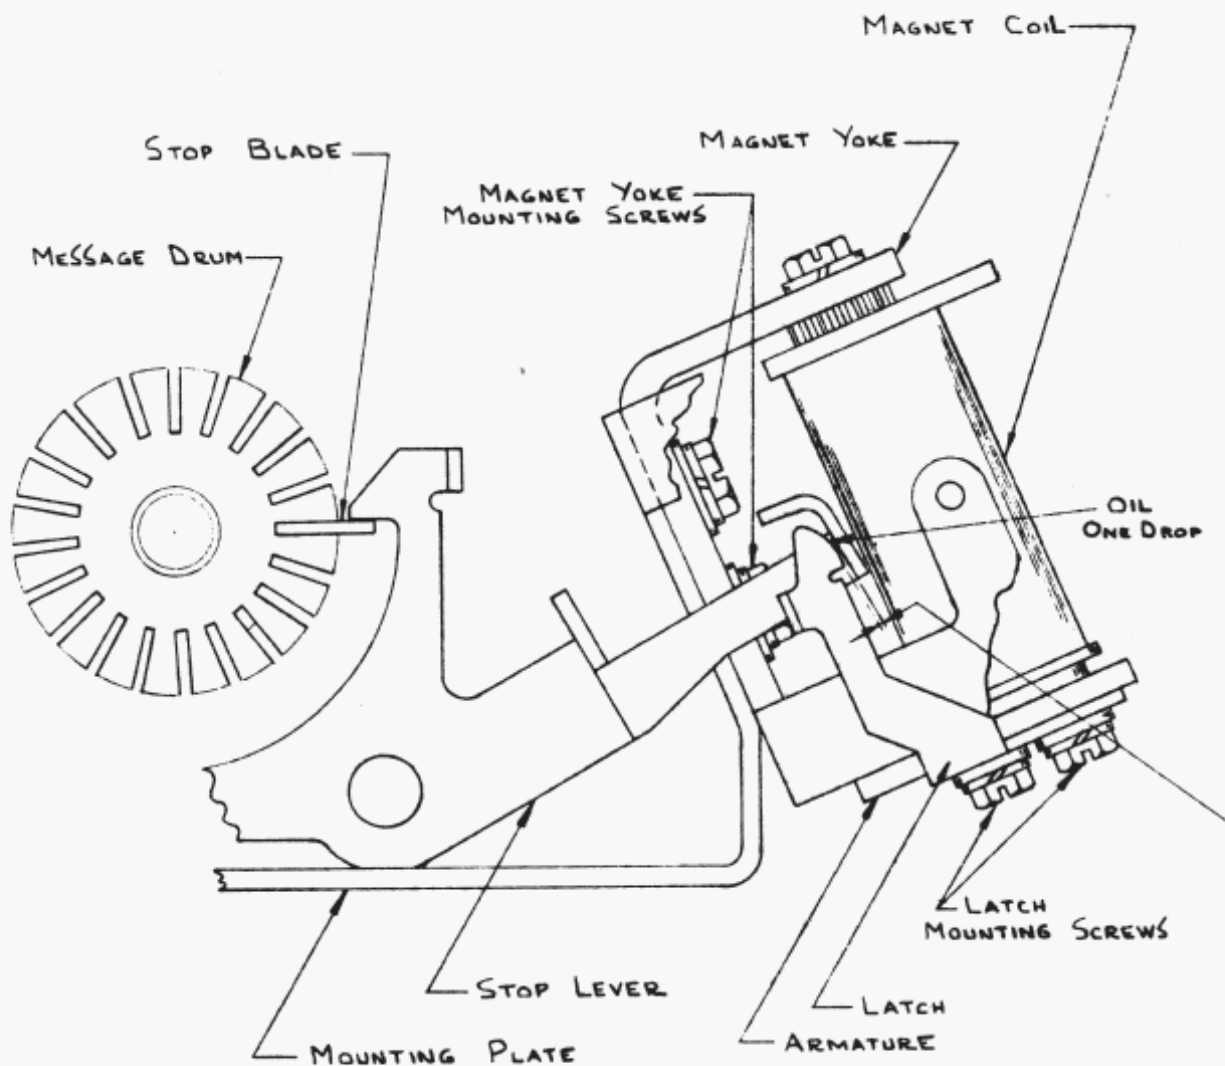 MAGNET COIL
STOP BLADE
MAGNET YOKE
MAGNET YOKE
MOUNTING SCREWS
MESSAGE DRUM
OIL
ONE DROP
LATCH
MOUNTING SCREWS
STOP LEVER
LATCH
ARMATURE
MOUNTING PLATE